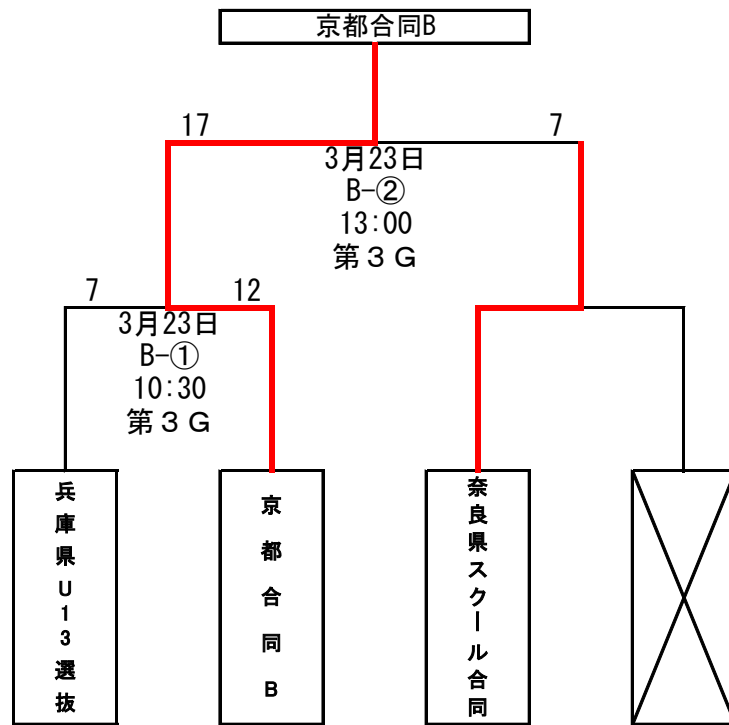 京都合同B
17
7
3月23日
B-②
13:00
第３Ｇ
7
12
3月23日
B-①
10:30
第３Ｇ
兵庫県U13選抜
京都合同B
奈良県スクール合同